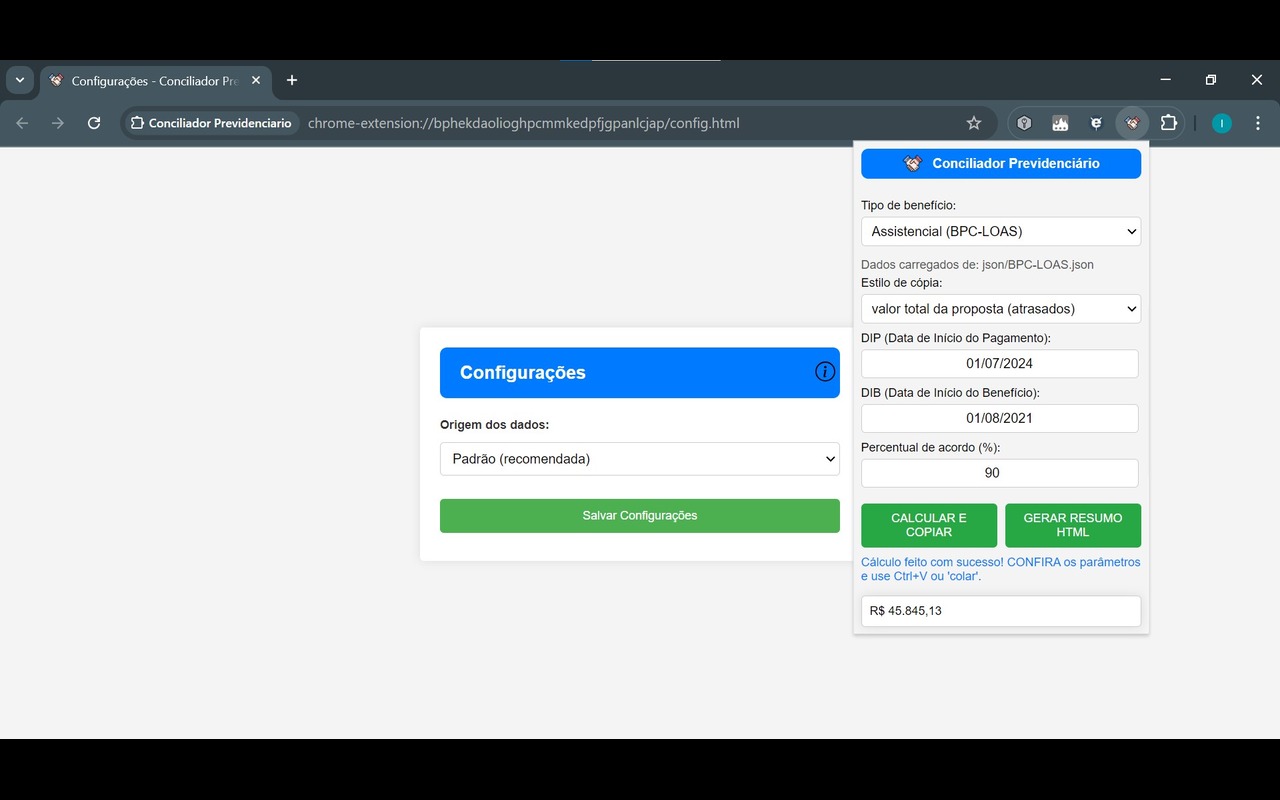 Configurações - Conciliador Pre
Conciliador Previdenciario
chrome-extension://bphekdaolioghpcmmkedpfjgpanlcjap/config.html
I
Configurações
i
Origem dos dados:
Padrão (recomendada)
Salvar Configurações
Conciliador Previdenciário
Tipo de benefício:
Assistencial (BPC-LOAS)
Dados carregados de: json/BPC-LOAS.json
Estilo de cópia:
valor total da proposta (atrasados)
DIP (Data de Início do Pagamento):
01/07/2024
DIB (Data de Início do Benefício):
01/08/2021
Percentual de acordo (%):
90
CALCULAR E
COPIAR
GERAR RESUMO
HTML
Cálculo feito com sucesso! CONFIRA os parâmetros
e use Ctrl+V ou 'colar'.
R$ 45.845,13